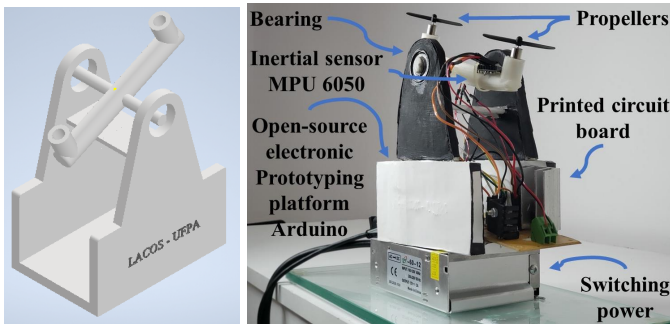 LACOS - UFPA
Bearing
Inertial sensor
MPU 6050
Open-source
electronic
Prototyping
platform
Arduino
Propellers
Printed circuit
board
Switching
power
CE